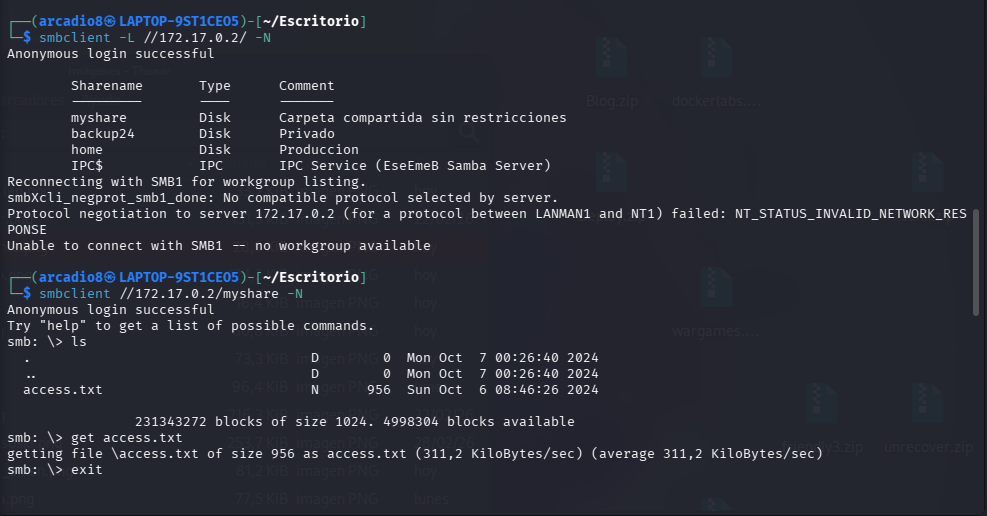 ┌──(arcadio8㉿LAPTOP-9ST1CEO5)-[~/Escritorio]
└─$ smbclient -L //172.17.0.2/ -N
Anonymous login successful
Sharename Type Comment
--------- ---- -------
myshare Disk Carpeta compartida sin restricciones
backup24 Disk Privado
home Disk Produccion
IPC$ IPC IPC Service (EseEmeB Samba Server)
Reconnecting with SMB1 for workgroup listing.
smbXcli_negprot_smb1_done: No compatible protocol selected by server.
Protocol negotiation to server 172.17.0.2 (for a protocol between LANMAN1 and NT1) failed: NT_STATUS_INVALID_NETWORK_RES
PONSE
Unable to connect with SMB1 -- no workgroup available
┌──(arcadio8㉿LAPTOP-9ST1CEO5)-[~/Escritorio]
└─$ smbclient //172.17.0.2/myshare -N
Anonymous login successful
Try "help" to get a list of possible commands.
smb: \> ls
. D 0 Mon Oct 7 00:26:40 2024
.. D 0 Mon Oct 7 00:26:40 2024
access.txt N 956 Sun Oct 6 08:46:26 2024
231343272 blocks of size 1024. 4998304 blocks available
smb: \> get access.txt
getting file \access.txt of size 956 as access.txt (311,2 KiloBytes/sec) (average 311,2 KiloBytes/sec)
smb: \> exit
Blog.zip
dockerlabs....
wargames....
unrecover.zip